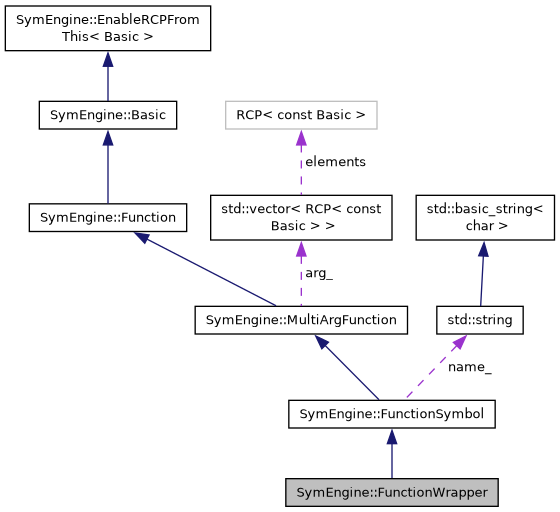 SymEngine::EnableRCPFrom
This< Basic >
SymEngine::Basic
RCP< const Basic >
elements
SymEngine::Function
std::vector< RCP< const
Basic > >
std::basic_string<
char >
arg_
SymEngine::MultiArgFunction
std::string
name_
SymEngine::FunctionSymbol
SymEngine::FunctionWrapper